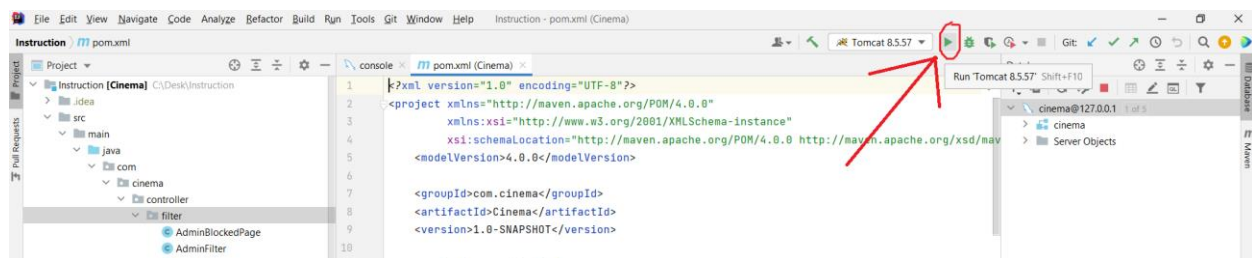 File Edit View Navigate Code Analyze Refactor Build Run Tools Git Window Help Instruction - pom.xml (Cinema)
Instruction pom.xml
Tomcat 8.5.57
Git:
Project
console
pom.xml (Cinema)
Run 'Tomcat 8.5.57' Shift+F10
Instruction [Cinema] C:\Desk\Instruction
.idea
src
main
java
com
cinema
controller
filter
AdminBlockedPage
AdminFilter
1 <?xml version="1.0" encoding="UTF-8"?>
2 <project xmlns="http://maven.apache.org/POM/4.0.0"
3 xmlns:xsi="http://www.w3.org/2001/XMLSchema-instance"
4 xsi:schemaLocation="http://maven.apache.org/POM/4.0.0 http://maven.apache.org/xsd/mav
5 <modelVersion>4.0.0</modelVersion>
6
7 <groupId>com.cinema</groupId>
8 <artifactId>Cinema</artifactId>
9 <version>1.0-SNAPSHOT</version>
10
cinema@127.0.0.1 1 of 5
cinema
Server Objects
Project
Pull Requests
Database
Maven